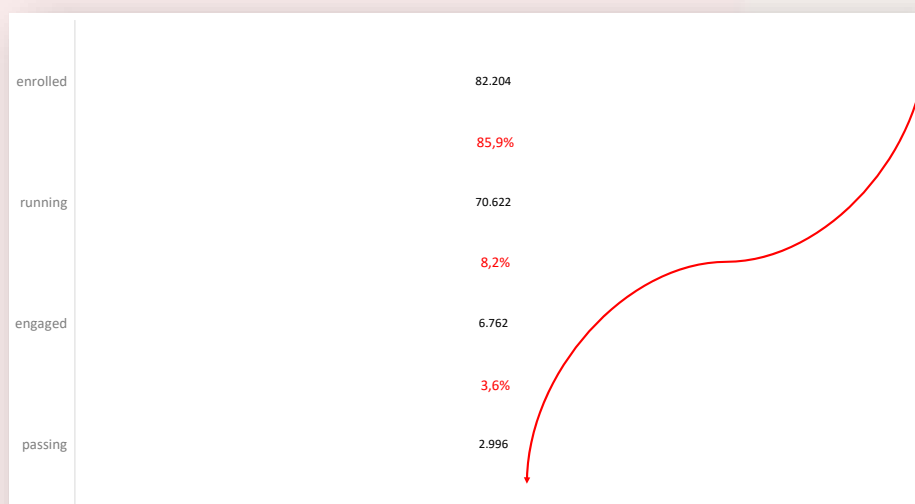 enrolled 82.204
85,9%
running 70.622
8,2%
engaged 6.762
3,6%
passing 2.996